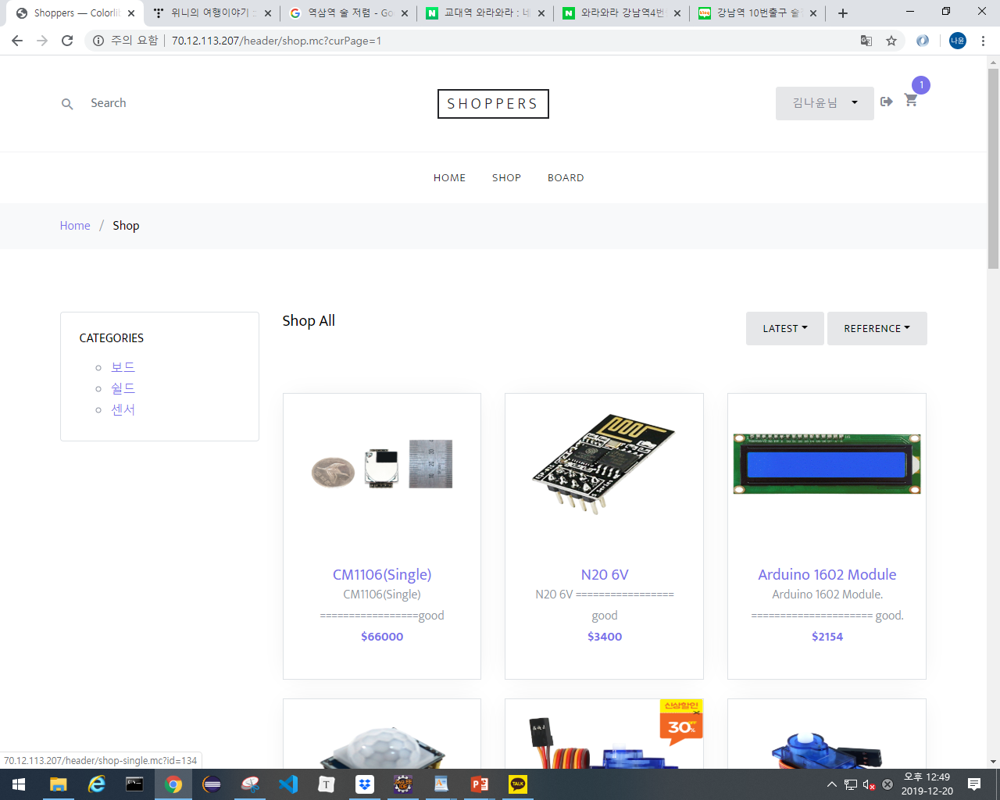 Shoppers — Colorlib
위니의 여행이야기 :
역삼역 술 저렴 - Go
교대역 와라와라 : 네
와라와라 강남역4번
강남역 10번출구 술
주의 요함
70.12.113.207/header/shop.mc?curPage=1
나윤
Search
SHOPPERS
김나윤님
1
HOME
SHOP
BOARD
Home / Shop
CATEGORIES
보드
쉴드
센서
Shop All
LATEST
REFERENCE
CM1106(Single)
CM1106(Single)
=================good
$66000
N20 6V
N20 6V =================
good
$3400
Arduino 1602 Module
Arduino 1602 Module.
===================== good.
$2154
신상할인
30%
70.12.113.207/header/shop-single.mc?id=134
오후 12:49
2019-12-20